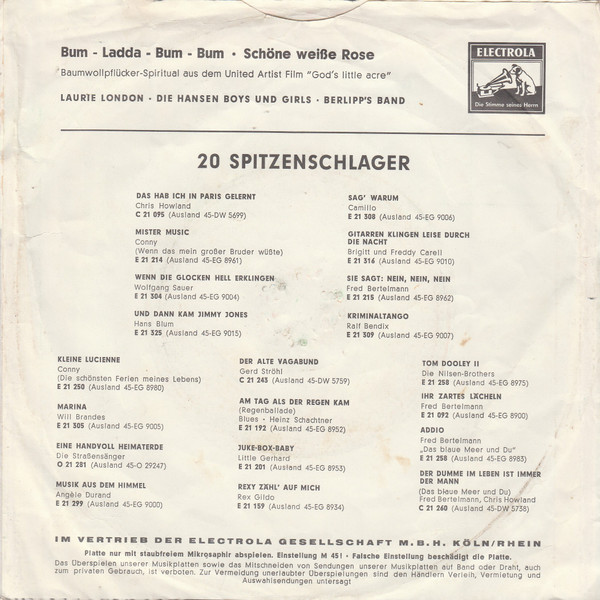 Bum - Ladda - Bum - Bum · Schöne weiße Rose
Baumwollpflücker-Spiritual aus dem United Artist Film "God's little acre"
LAURIE LONDON · DIE HANSEN BOYS UND GIRLS · BERLIPP'S BAND
ELECTROLA
Die Stimme seines Herrn
20 SPITZENSCHLAGER
DAS HAB ICH IN PARIS GELERNT
Chris Howland
C 21 095 (Ausland 45-DW 5699)
MISTER MUSIC
Conny
(Wenn das mein großer Bruder wüßte)
E 21 214 (Ausland 45-EG 8961)
WENN DIE GLOCKEN HELL ERKLINGEN
Wolfgang Sauer
E 21 304 (Ausland 45-EG 9004)
UND DANN KAM JIMMY JONES
Hans Blum
E 21 325 (Ausland 45-EG 9015)
SAG' WARUM
Camillo
E 21 308 (Ausland 45-EG 9006)
GITARREN KLINGEN LEISE DURCH
DIE NACHT
Brigitt und Freddy Carell
E 21 316 (Ausland 45-EG 9010)
SIE SAGT: NEIN, NEIN, NEIN
Fred Bertelmann
E 21 215 (Ausland 45-EG 8962)
KRIMINALTANGO
Ralf Bendix
E 21 309 (Ausland 45-EG 9007)
KLEINE LUCIENNE
Conny
(Die schönsten Ferien meines Lebens)
E 21 250 (Ausland 45-EG 8980)
MARINA
Will Brandes
E 21 305 (Ausland 45-EG 9005)
EINE HANDVOLL HEIMATERDE
Die Straßensänger
O 21 281 (Ausland 45-O 29247)
MUSIK AUS DEM HIMMEL
Angèle Durand
E 21 299 (Ausland 45-EG 9000)
DER ALTE VAGABUND
Gerd Ströhl
C 21 243 (Ausland 45-DW 5759)
AM TAG ALS DER REGEN KAM
(Regenballade)
Blues · Heinz Schachtner
E 21 192 (Ausland 45-EG 8952)
JUKE-BOX-BABY
Little Gerhard
E 21 201 (Ausland 45-EG 8953)
REXY ZÄHL' AUF MICH
Rex Gildo
E 21 159 (Ausland 45-EG 8934)
TOM DOOLEY II
Die Nilsen-Brothers
E 21 258 (Ausland 45-EG 8975)
IHR ZARTES LÄCHELN
Fred Bertelmann
E 21 092 (Ausland 45-EG 8900)
ADDIO
Fred Bertelmann
„Das blaue Meer und Du"
E 21 258 (Ausland 45-EG 8983)
DER DUMME IM LEBEN IST IMMER
DER MANN
(Das blaue Meer und Du)
Fred Bertelmann, Chris Howland
C 21 260 (Ausland 45-DW 5738)
IM VERTRIEB DER ELECTROLA GESELLSCHAFT M.B.H. KÖLN/RHEIN
Platte nur mit staubfreiem Mikrosaphir abspielen. Einstellung M 45 ! · Falsche Einstellung beschädigt die Platte.
Das Überspielen unserer Musikplatten sowie das Mitschneiden von Sendungen unserer Musikplatten auf Band oder Draht, auch
zum privaten Gebrauch, ist verboten. Zur Vermeidung unerlaubter Überspielungen sind den Händlern Verleih, Vermietung und
Auswahlsendungen untersagt